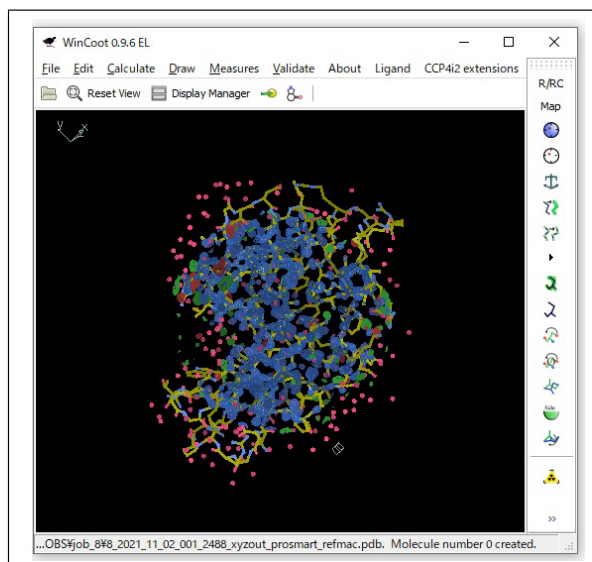 WinCoot 0.9.6 EL
File Edit Calculate Draw Measures Validate About Ligand CCP4i2 extensions
Reset View Display Manager
R/RC
Map
y x
Side
...OBS¥job_8¥8_2021_11_02_001_2488_xyzout_prosmart_refmac.pdb. Molecule number 0 created.